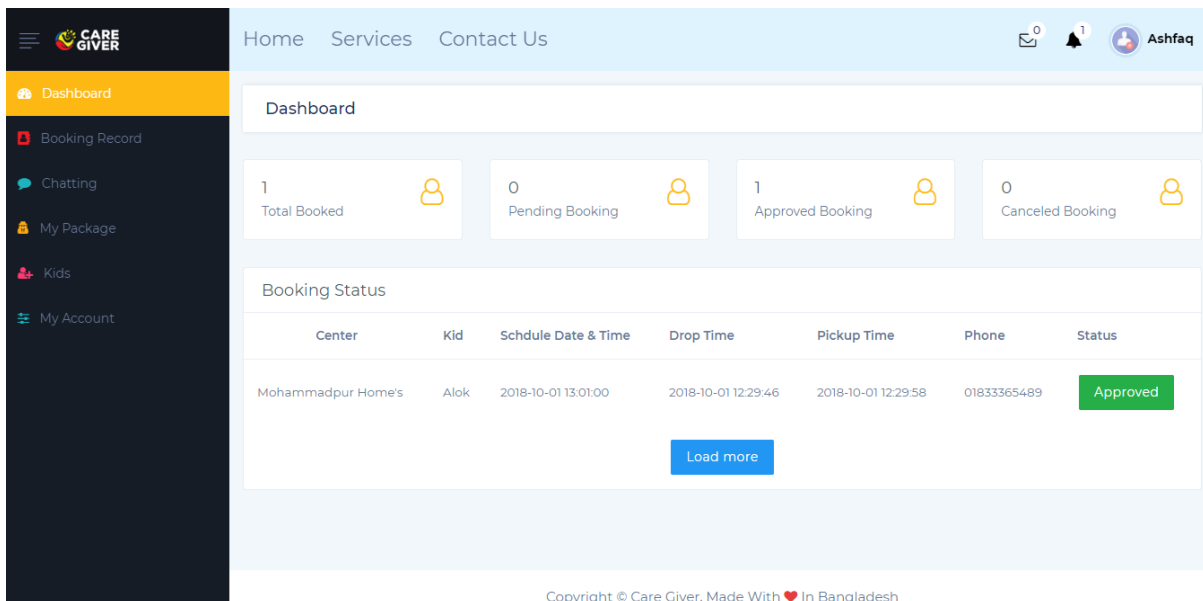 CARE
GIVER
Home Services Contact Us 0 1 Ashfaq
Dashboard
Booking Record
Chatting
My Package
Kids
My Account
Dashboard
1
Total Booked
0
Pending Booking
1
Approved Booking
0
Canceled Booking
Booking Status
Center Kid Schdule Date & Time Drop Time Pickup Time Phone Status
Mohammadpur Home's Alok 2018-10-01 13:01:00 2018-10-01 12:29:46 2018-10-01 12:29:58 01833365489 Approved
Load more
Copyright © Care Giver. Made With ❤ In Bangladesh